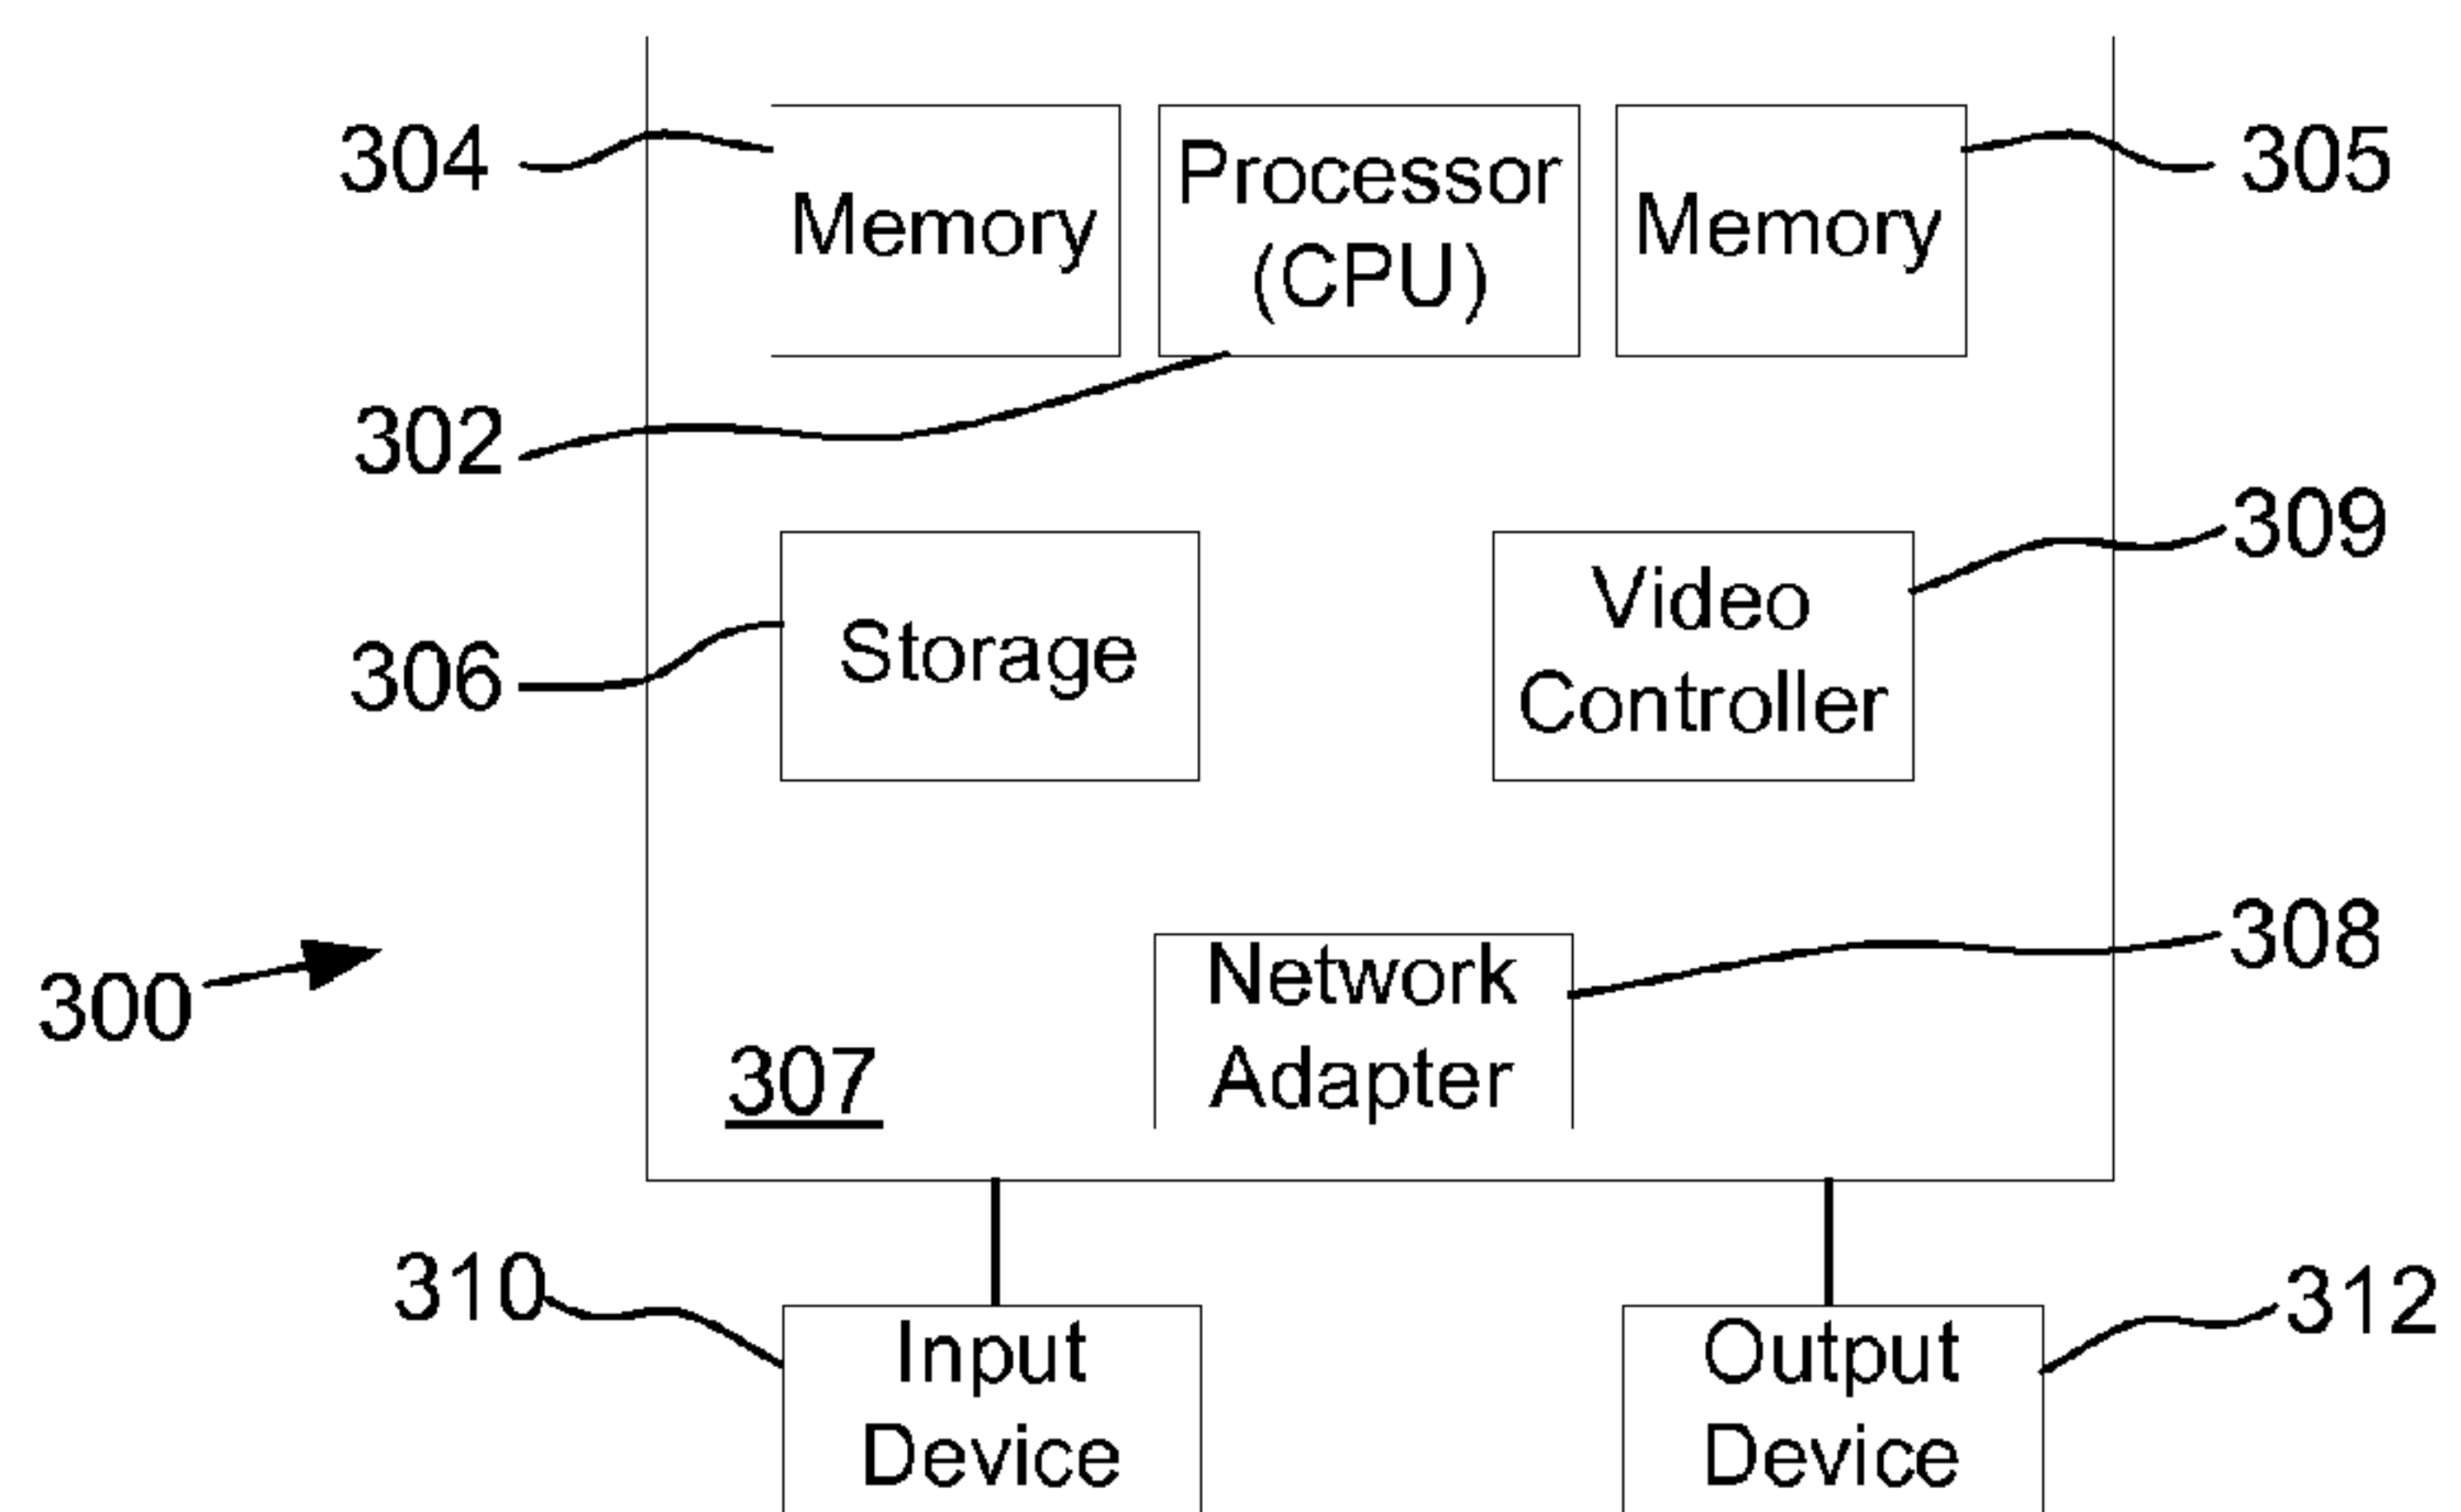 304
Memory
Processor
(CPU)
Memory
305
302
309
306
Storage
Video
Controller
308
300
307
Network
Adapter
310
Input
Device
Output
Device
312